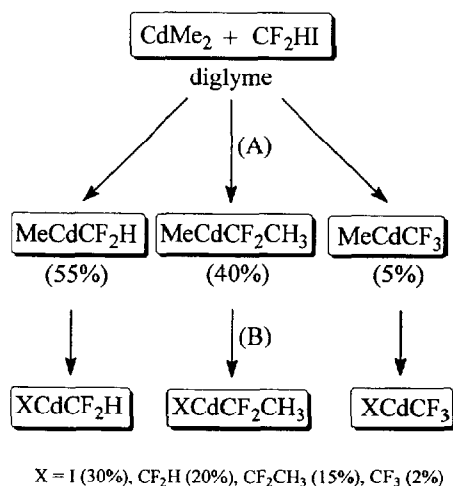 CdMe₂ + CF₂HI
diglyme
(A)
MeCdCF₂H MeCdCF₂CH₃ MeCdCF₃
(55%) (40%) (5%)
(B)
XCdCF₂H XCdCF₂CH₃ XCdCF₃
X = I (30%), CF₂H (20%), CF₂CH₃ (15%), CF₃ (2%)